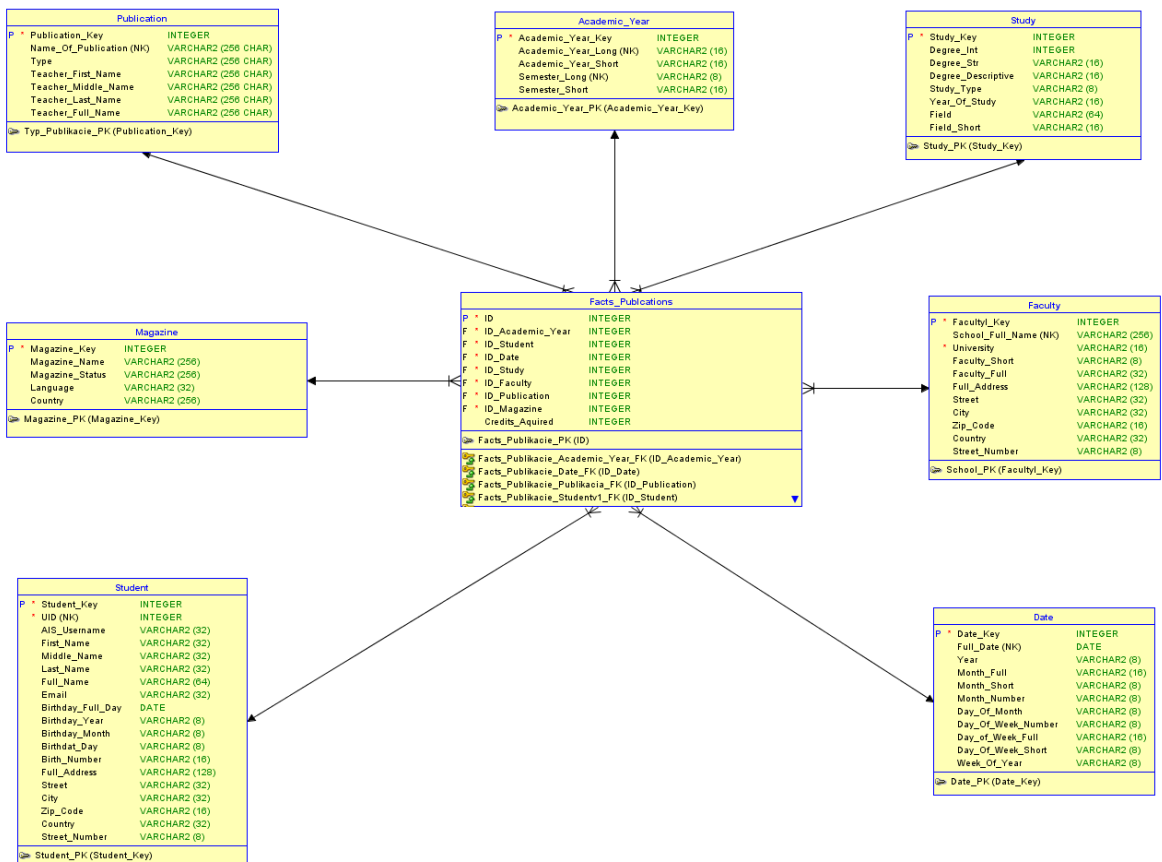 Publication
P * Publication_Key INTEGER
Name_Of_Publication (NK) VARCHAR2 (256 CHAR)
Type VARCHAR2 (256 CHAR)
Teacher_First_Name VARCHAR2 (256 CHAR)
Teacher_Middle_Name VARCHAR2 (256 CHAR)
Teacher_Last_Name VARCHAR2 (256 CHAR)
Teacher_Full_Name VARCHAR2 (256 CHAR)
Typ_Publikacie_PK (Publication_Key)
Academic_Year
P * Academic_Year_Key INTEGER
Academic_Year_Long (NK) VARCHAR2 (16)
Academic_Year_Short VARCHAR2 (16)
Semester_Long (NK) VARCHAR2 (8)
Semester_Short VARCHAR2 (16)
Academic_Year_PK (Academic_Year_Key)
Study
P * Study_Key INTEGER
Degree_Int INTEGER
Degree_Str VARCHAR2 (16)
Degree_Descriptive VARCHAR2 (16)
Study_Type VARCHAR2 (8)
Year_Of_Study VARCHAR2 (16)
Field VARCHAR2 (64)
Field_Short VARCHAR2 (16)
Study_PK (Study_Key)
Magazine
P * Magazine_Key INTEGER
Magazine_Name VARCHAR2 (256)
Magazine_Status VARCHAR2 (256)
Language VARCHAR2 (32)
Country VARCHAR2 (256)
Magazine_PK (Magazine_Key)
Facts_Publcations
P * ID INTEGER
F * ID_Academic_Year INTEGER
F * ID_Student INTEGER
F * ID_Date INTEGER
F * ID_Study INTEGER
F * ID_Faculty INTEGER
F * ID_Publication INTEGER
F * ID_Magazine INTEGER
Credits_Aquired INTEGER
Facts_Publikacie_PK (ID)
Facts_Publikacie_Academic_Year_FK (ID_Academic_Year)
Facts_Publikacie_Date_FK (ID_Date)
Facts_Publikacie_Publikacia_FK (ID_Publication)
Facts_Publikacie_Studentv1_FK (ID_Student)
Faculty
P * Facultyl_Key INTEGER
School_Full_Name (NK) VARCHAR2 (256)
* University VARCHAR2 (16)
Faculty_Short VARCHAR2 (8)
Faculty_Full VARCHAR2 (32)
Full_Address VARCHAR2 (128)
Street VARCHAR2 (32)
City VARCHAR2 (32)
Zip_Code VARCHAR2 (16)
Country VARCHAR2 (32)
Street_Number VARCHAR2 (8)
School_PK (Facultyl_Key)
Student
P * Student_Key INTEGER
* UID (NK) INTEGER
AIS_Username VARCHAR2 (32)
First_Name VARCHAR2 (32)
Middle_Name VARCHAR2 (32)
Last_Name VARCHAR2 (32)
Full_Name VARCHAR2 (64)
Email VARCHAR2 (32)
Birthday_Full_Day DATE
Birthday_Year VARCHAR2 (8)
Birthday_Month VARCHAR2 (8)
Birthdat_Day VARCHAR2 (8)
Birth_Number VARCHAR2 (16)
Full_Address VARCHAR2 (128)
Street VARCHAR2 (32)
City VARCHAR2 (32)
Zip_Code VARCHAR2 (16)
Country VARCHAR2 (32)
Street_Number VARCHAR2 (8)
Student_PK (Student_Key)
Date
P * Date_Key INTEGER
Full_Date (NK) DATE
Year VARCHAR2 (8)
Month_Full VARCHAR2 (16)
Month_Short VARCHAR2 (8)
Month_Number VARCHAR2 (8)
Day_Of_Month VARCHAR2 (8)
Day_Of_Week_Number VARCHAR2 (8)
Day_of_Week_Full VARCHAR2 (16)
Day_Of_Week_Short VARCHAR2 (8)
Week_Of_Year VARCHAR2 (8)
Date_PK (Date_Key)